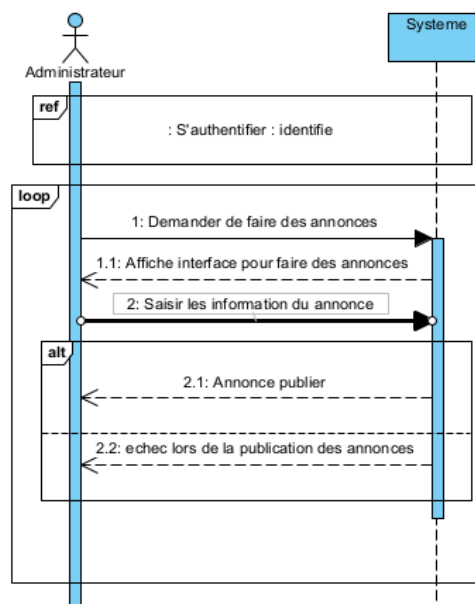 Systeme
Administrateur
ref
: S'authentifier : identifie
loop
1: Demander de faire des annonces
1.1: Affiche interface pour faire des annonces
2: Saisir les information du annonce
alt
2.1: Annonce publier
2.2: echec lors de la publication des annonces